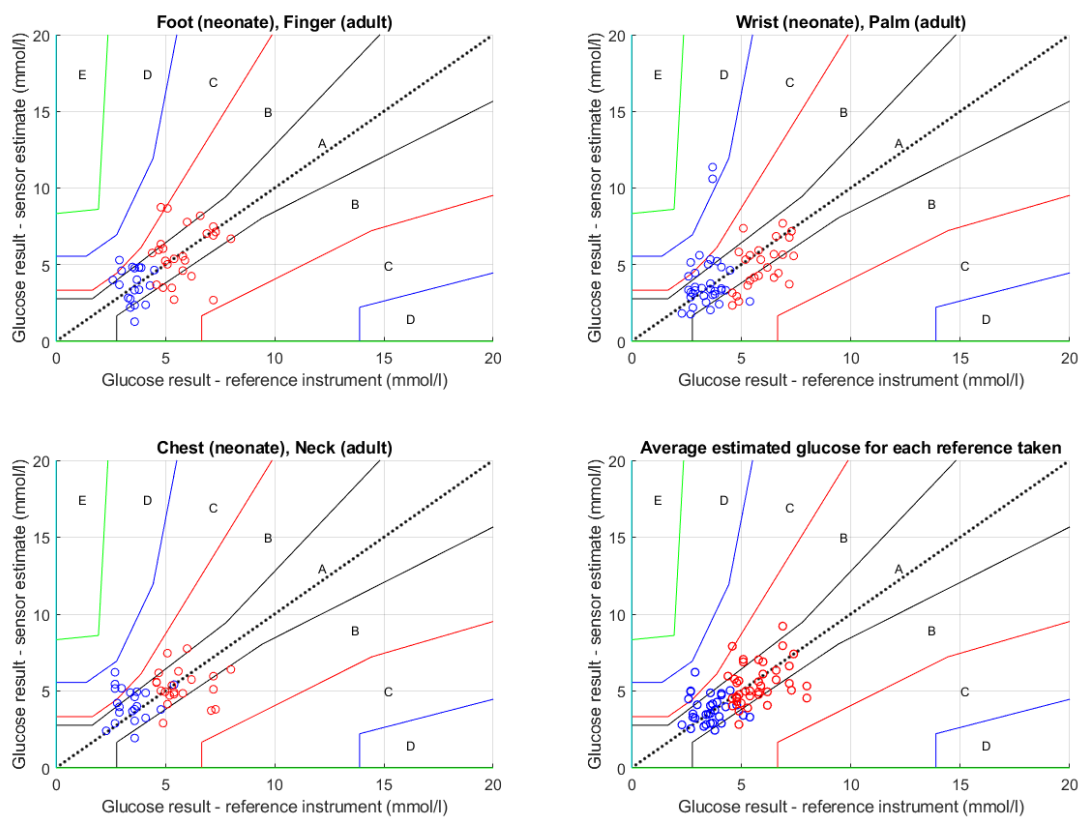 Foot (neonate), Finger (adult)
Glucose result - sensor estimate (mmol/l)
20
15
10
5
0
E
D
C
B
A
B
C
D
0
5
10
15
20
Glucose result - reference instrument (mmol/l)
Wrist (neonate), Palm (adult)
Glucose result - sensor estimate (mmol/l)
20
15
10
5
0
E
D
C
B
A
B
C
D
0
5
10
15
20
Glucose result - reference instrument (mmol/l)
Chest (neonate), Neck (adult)
Glucose result - sensor estimate (mmol/l)
20
15
10
5
0
E
D
C
B
A
B
C
D
0
5
10
15
20
Glucose result - reference instrument (mmol/l)
Average estimated glucose for each reference taken
Glucose result - sensor estimate (mmol/l)
20
15
10
5
0
E
D
C
B
A
B
C
D
0
5
10
15
20
Glucose result - reference instrument (mmol/l)